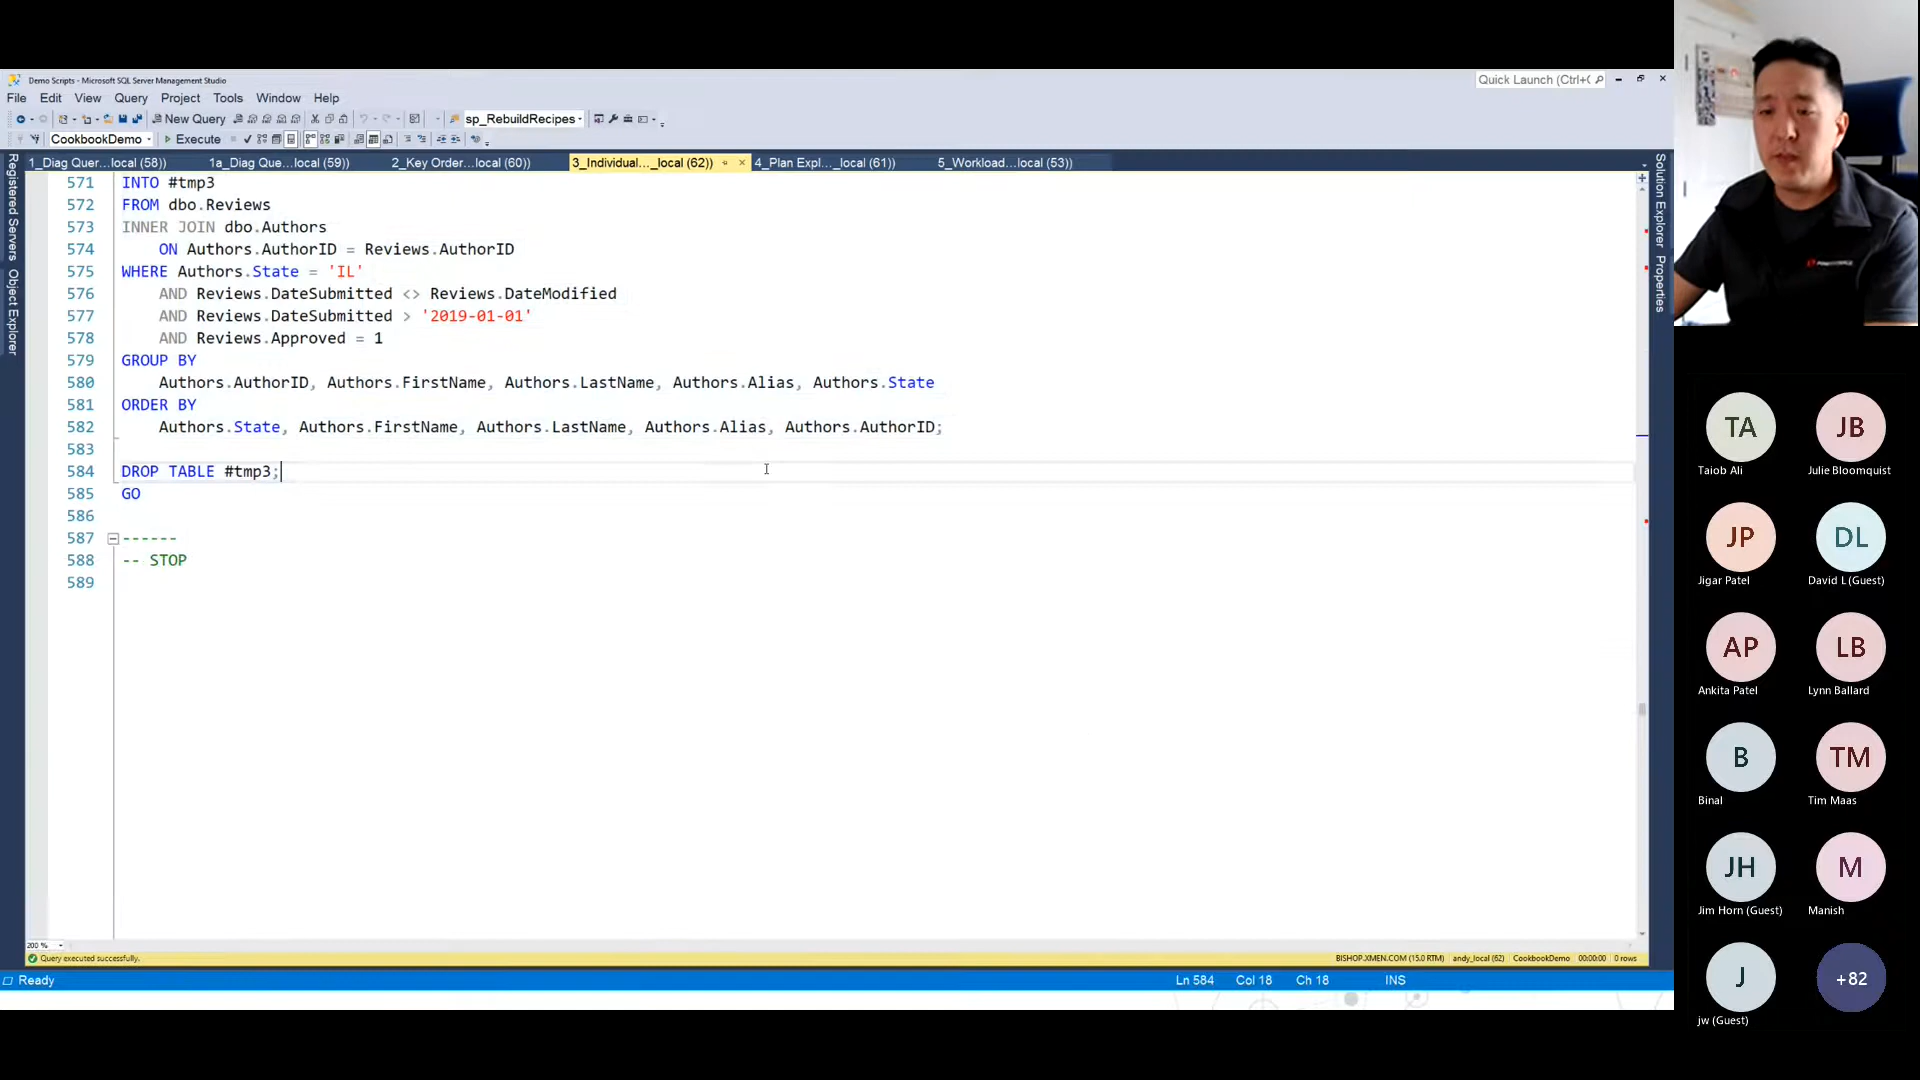 Demo Scripts - Microsoft SQL Server Management Studio
Quick Launch (Ctrl+Q
File Edit View Query Project Tools Window Help
New Query
sp_RebuildRecipes
CookbookDemo
Execute
1_Diag Quer...local (58))
1a_Diag Que...local (59))
2_Key Order...local (60))
3_Individual..._local (62))
4_Plan Expl..._local (61))
5_Workload...local (53))
Registered Servers
Object Explorer
571 INTO #tmp3
572 FROM dbo.Reviews
573 INNER JOIN dbo.Authors
574 ON Authors.AuthorID = Reviews.AuthorID
575 WHERE Authors.State = 'IL'
576 AND Reviews.DateSubmitted <> Reviews.DateModified
577 AND Reviews.DateSubmitted > '2019-01-01'
578 AND Reviews.Approved = 1
579 GROUP BY
580 Authors.AuthorID, Authors.FirstName, Authors.LastName, Authors.Alias, Authors.State
581 ORDER BY
582 Authors.State, Authors.FirstName, Authors.LastName, Authors.Alias, Authors.AuthorID;
583
584 DROP TABLE #tmp3;
585 GO
586
587 ------
588 -- STOP
589
Solution Explorer
Properties
200 %
Query executed successfully.
BISHOP.XMEN.COM (15.0 RTM) andy_local (62) CookbookDemo 00:00:00 0 rows
Ready
Ln 584 Col 18 Ch 18 INS
TA
Taiob Ali
JB
Julie Bloomquist
JP
Jigar Patel
DL
David L (Guest)
AP
Ankita Patel
LB
Lynn Ballard
B
Binal
TM
Tim Maas
JH
Jim Horn (Guest)
M
Manish
J
jw (Guest)
+82